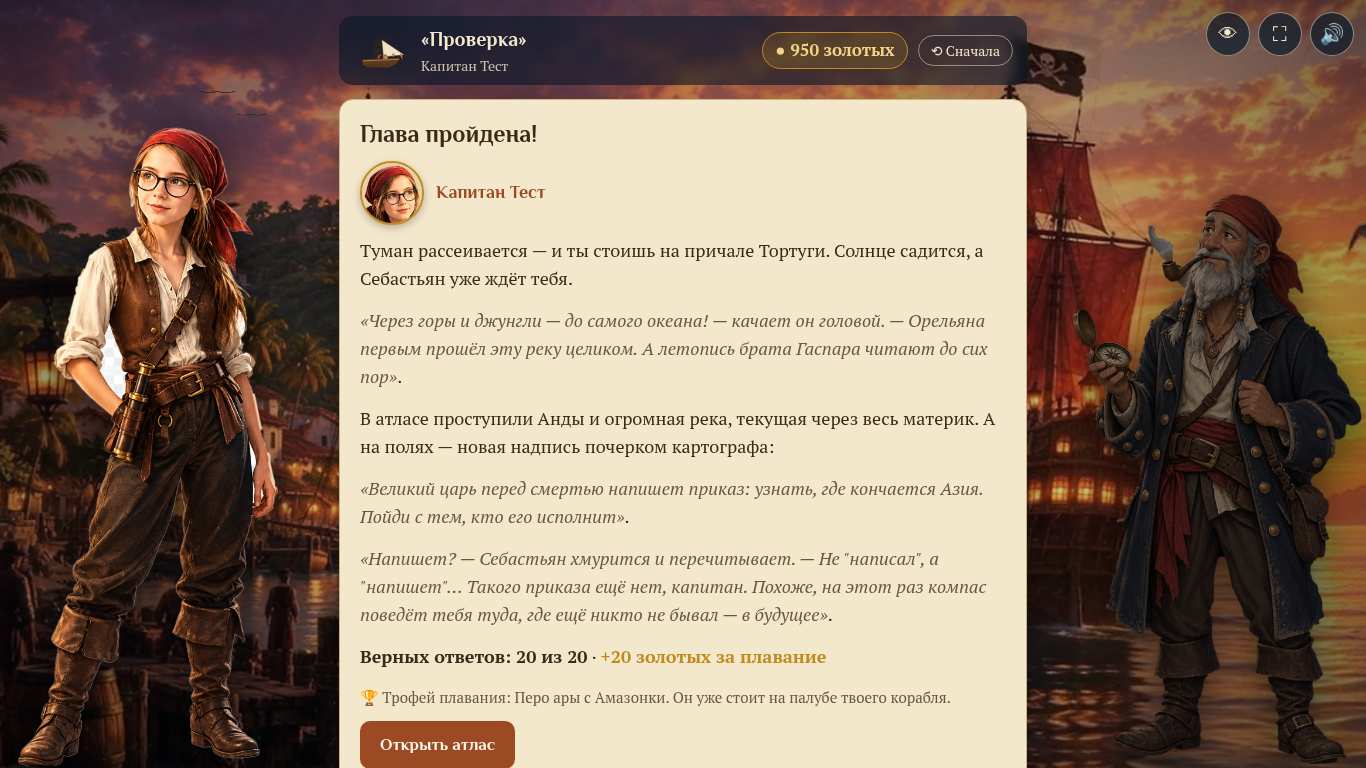 «Проверка»
Капитан Тест
● 950 золотых
⟲ Сначала
Глава пройдена!
Капитан Тест
Туман рассеивается — и ты стоишь на причале Тортуги. Солнце садится, а
Себастьян уже ждёт тебя.
«Через горы и джунгли — до самого океана! — качает он головой. — Орельяна
первым прошёл эту реку целиком. А летопись брата Гаспара читают до сих
пор».
В атласе проступили Анды и огромная река, текущая через весь материк. А
на полях — новая надпись почерком картографа:
«Великий царь перед смертью напишет приказ: узнать, где кончается Азия.
Пойди с тем, кто его исполнит».
«Напишет? — Себастьян хмурится и перечитывает. — Не "написал", а
"напишет"… Такого приказа ещё нет, капитан. Похоже, на этот раз компас
поведёт тебя туда, где ещё никто не бывал — в будущее».
Верных ответов: 20 из 20 · +20 золотых за плавание
🏆 Трофей плавания: Перо ары с Амазонки. Он уже стоит на палубе твоего корабля.
Открыть атлас